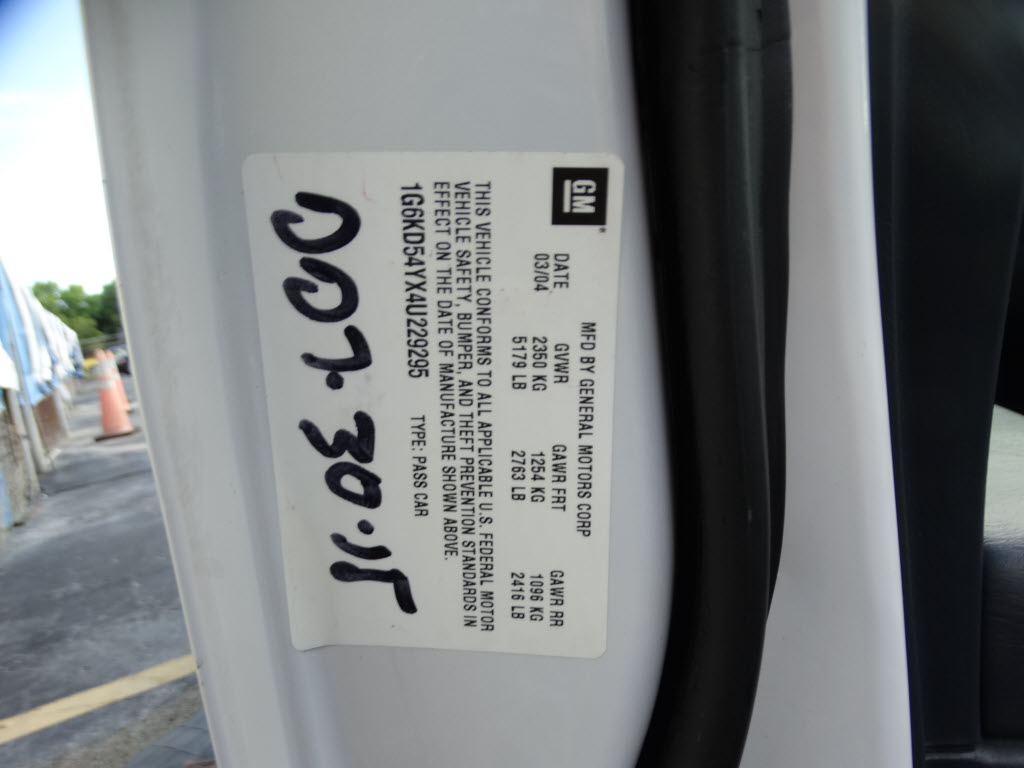 GM®
MFD BY GENERAL MOTORS CORP
DATE GVWR GAWR FRT GAWR RR
03/04 2350 KG 1254 KG 1096 KG
5179 LB 2763 LB 2416 LB
THIS VEHICLE CONFORMS TO ALL APPLICABLE U.S. FEDERAL MOTOR
VEHICLE SAFETY, BUMPER, AND THEFT PREVENTION STANDARDS IN
EFFECT ON THE DATE OF MANUFACTURE SHOWN ABOVE.
1G6KD54YX4U229295 TYPE: PASS CAR
007.30.15